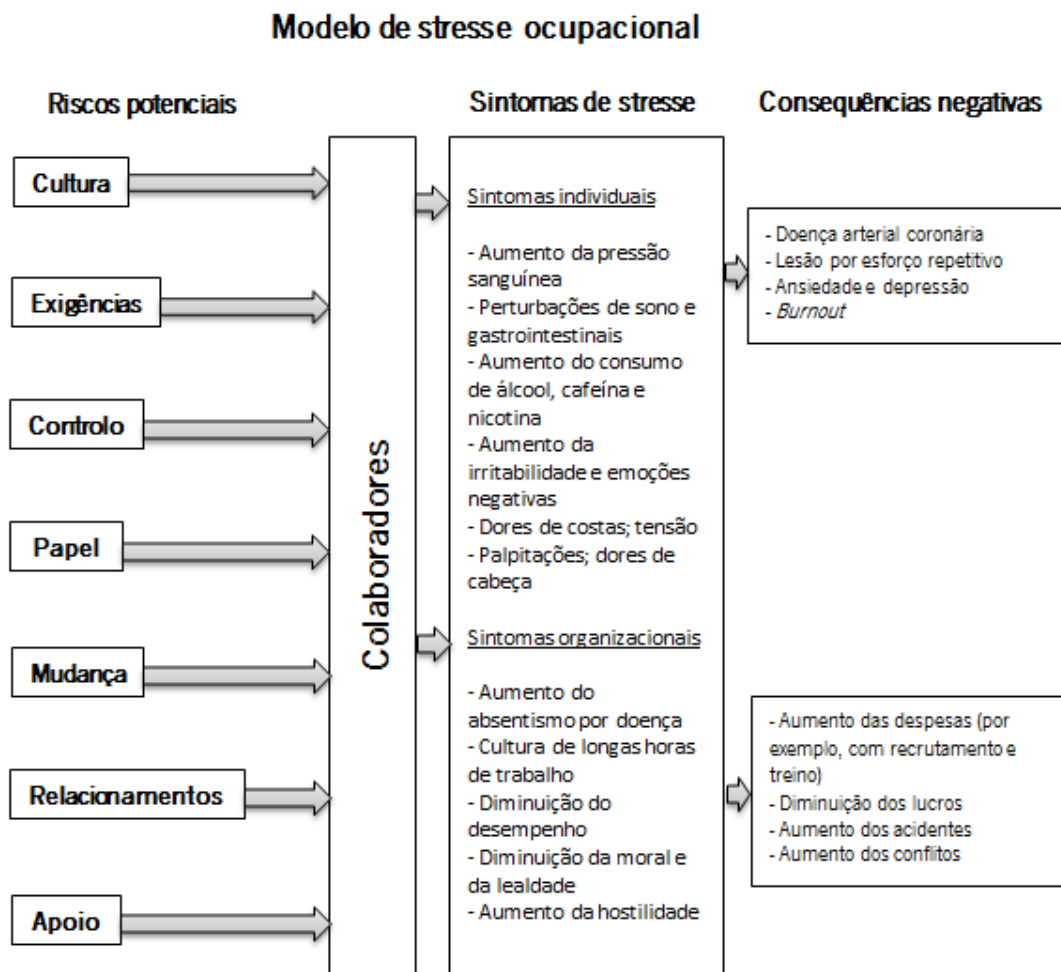 Modelo de stresse ocupacional
Riscos potenciais
Sintomas de stresse
Consequências negativas
Cultura
Exigências
Controlo
Papel
Mudança
Relacionamentos
Apoio
Colaboradores
Sintomas individuais
- Aumento da pressão
sanguínea
- Perturbações de sono e
gastrointestinais
- Aumento do consumo
de álcool, cafeína e
nicotina
- Aumento da
irritabilidade e emoções
negativas
- Dores de costas; tensão
- Palpitações; dores de
cabeça
Sintomas organizacionais
- Aumento do
absentismo por doença
- Cultura de longas horas
de trabalho
- Diminuição do
desempenho
- Diminuição da moral e
da lealdade
- Aumento da hostilidade
- Doença arterial coronária
- Lesão por esforço repetitivo
- Ansiedade e depressão
- Burnout
- Aumento das despesas (por
exemplo, com recrutamento e
treino)
- Diminuição dos lucros
- Aumento dos acidentes
- Aumento dos conflitos